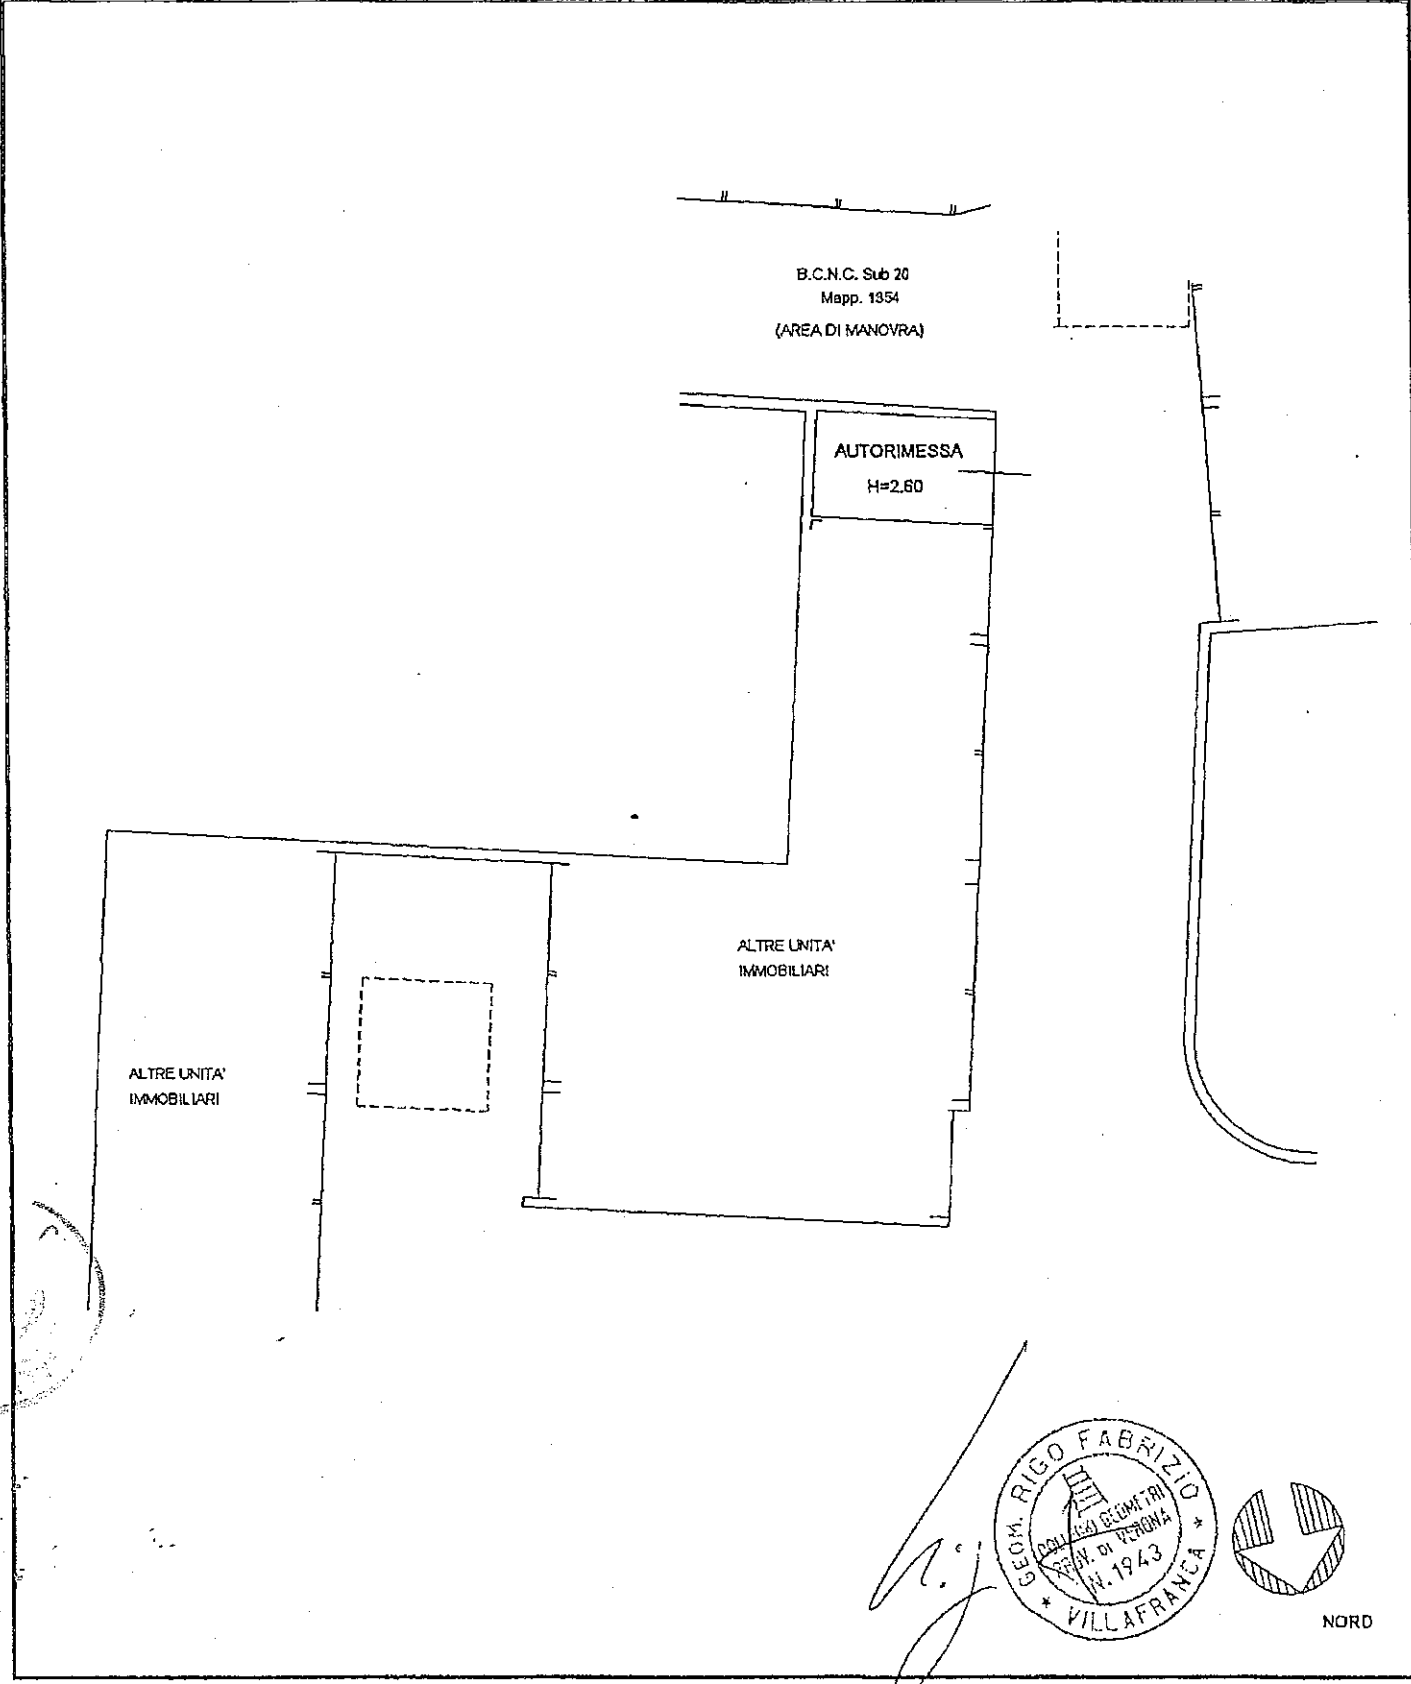 B.C.N.C. Sub 20
Mapp. 1354
(AREA DI MANOVRA)
AUTORIMESSA
H=2.60
ALTRE UNITA'
IMMOBILIARI
ALTRE UNITA'
IMMOBILIARI
GEOM. RIGO FABRIZIO
COLLEGIO GEOMETRI
PROV. DI VERONA
N. 1943
* VILLAFRANCA *
NORD